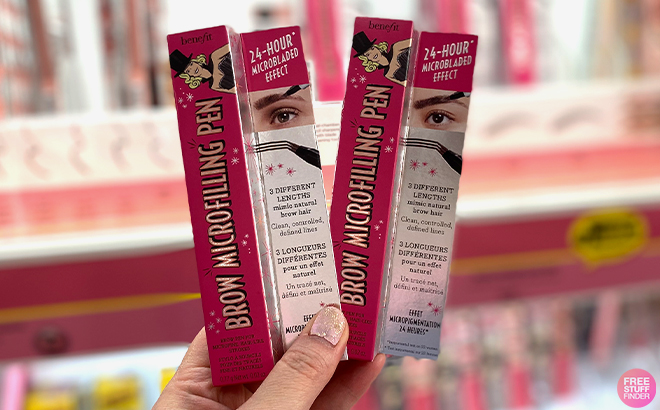 benefit
BROW MICROFILLING PEN
24-HOUR*
MICROBLADED
EFFECT
3 DIFFERENT
LENGTHS
mimic natural
brow hair
Clean, controlled,
defined lines
3 LONGUEURS
DIFFÉRENTES
pour un effet
naturel
Un tracé net,
défini et maîtrisé
EFFET
benefit
BROW MICROFILLING PEN
24-HOUR*
MICROBLADED
EFFECT
3 DIFFERENT
LENGTHS
mimic natural
brow hair
Clean, controlled,
defined lines
3 LONGUEURS
DIFFÉRENTES
pour un effet
naturel
Un tracé net,
défini et maîtrisé
EFFET
MICROPIGMENTATION
24 HEURES*
FREE
STUFF
FINDER